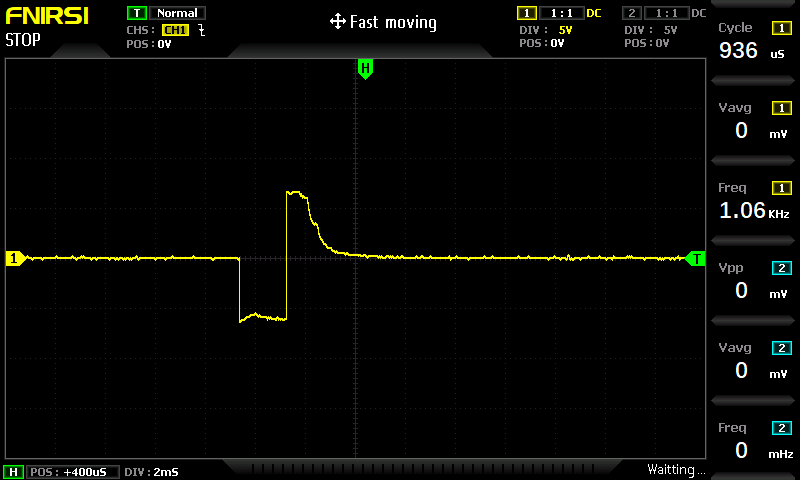 FNIRSI
STOP
T Normal
CHS: CH1
POS: 0V
Fast moving
1 1:1 DC
DIV: 5V
POS: 0V
2 1:1 DC
DIV: 5V
POS: 0V
H
1
T
Cycle 1
936 uS
Vavg 1
0 mV
Freq 1
1.06 KHz
Vpp 2
0 mV
Vavg 2
0 mV
Freq 2
0 mHz
H POS: +400uS DIV: 2mS
Waitting...